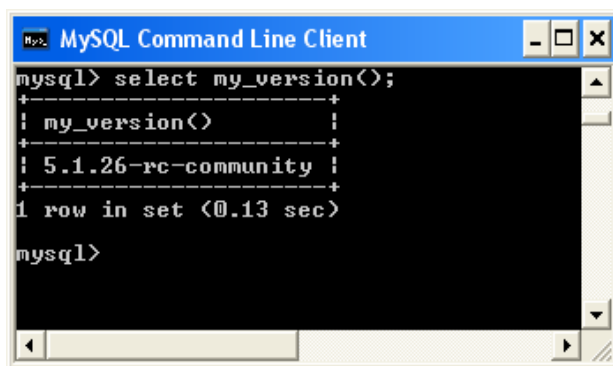 MySQL Command Line Client
mysql> select my_version();
+--------------------+
| my_version()       |
+--------------------+
| 5.1.26-rc-community |
+--------------------+
1 row in set (0.13 sec)
mysql>